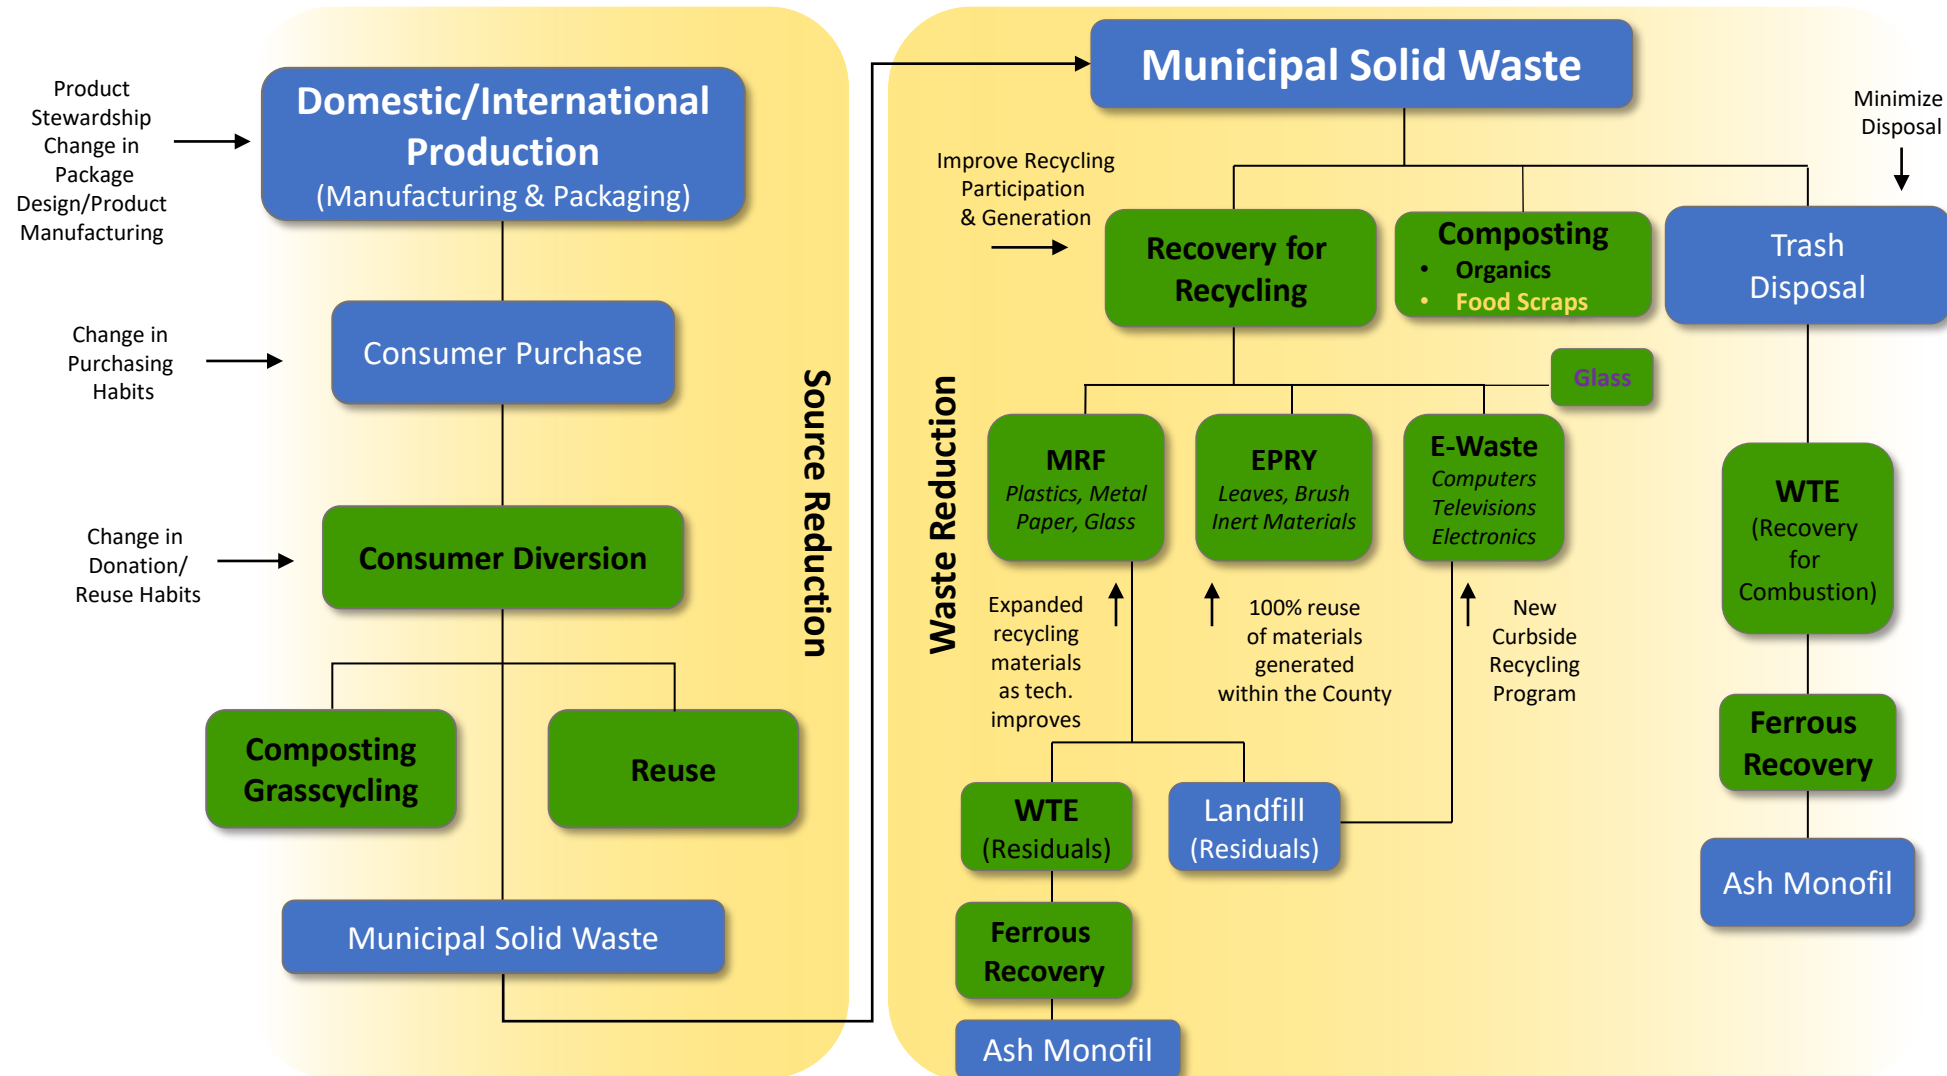 Product
Stewardship
Change in
Package
Design/Product
Manufacturing
Domestic/International
Production
(Manufacturing & Packaging)
Change in
Purchasing
Habits
Consumer Purchase
Change in
Donation/
Reuse Habits
Consumer Diversion
Composting
Grasscycling
Reuse
Municipal Solid Waste
Source Reduction
Municipal Solid Waste
Minimize
Disposal
Improve Recycling
Participation
& Generation
Recovery for
Recycling
Composting
• Organics
• Food Scraps
Trash
Disposal
Glass
Waste Reduction
MRF
Plastics, Metal
Paper, Glass
EPRY
Leaves, Brush
Inert Materials
E-Waste
Computers
Televisions
Electronics
WTE
(Recovery
for
Combustion)
Expanded
recycling
materials
as tech.
improves
100% reuse
of materials
generated
within the County
New
Curbside
Recycling
Program
Ferrous
Recovery
WTE
(Residuals)
Landfill
(Residuals)
Ash Monofil
Ferrous
Recovery
Ash Monofil